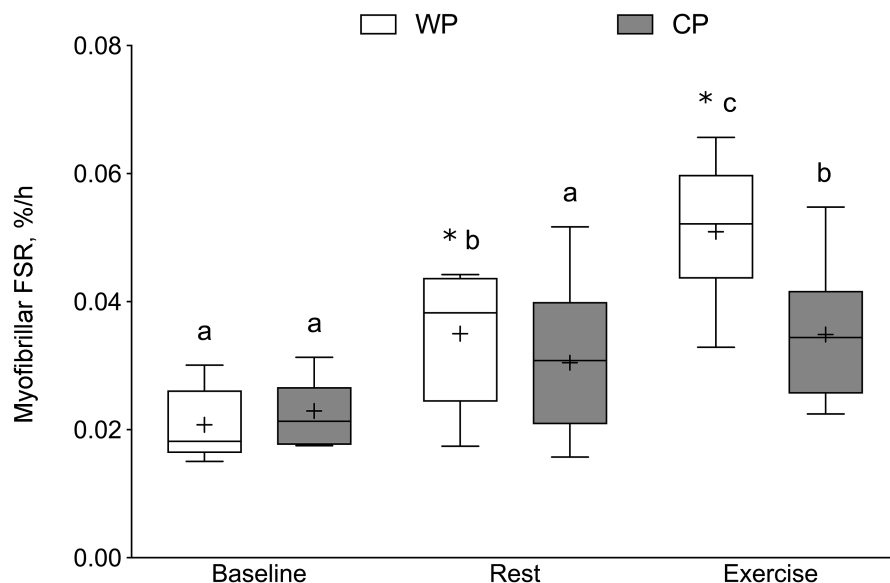 WP CP
0.08
* c
0.06
b
a
* b
0.04
a
a
0.02
0.00
Myofibrillar FSR, %/h
Baseline Rest Exercise